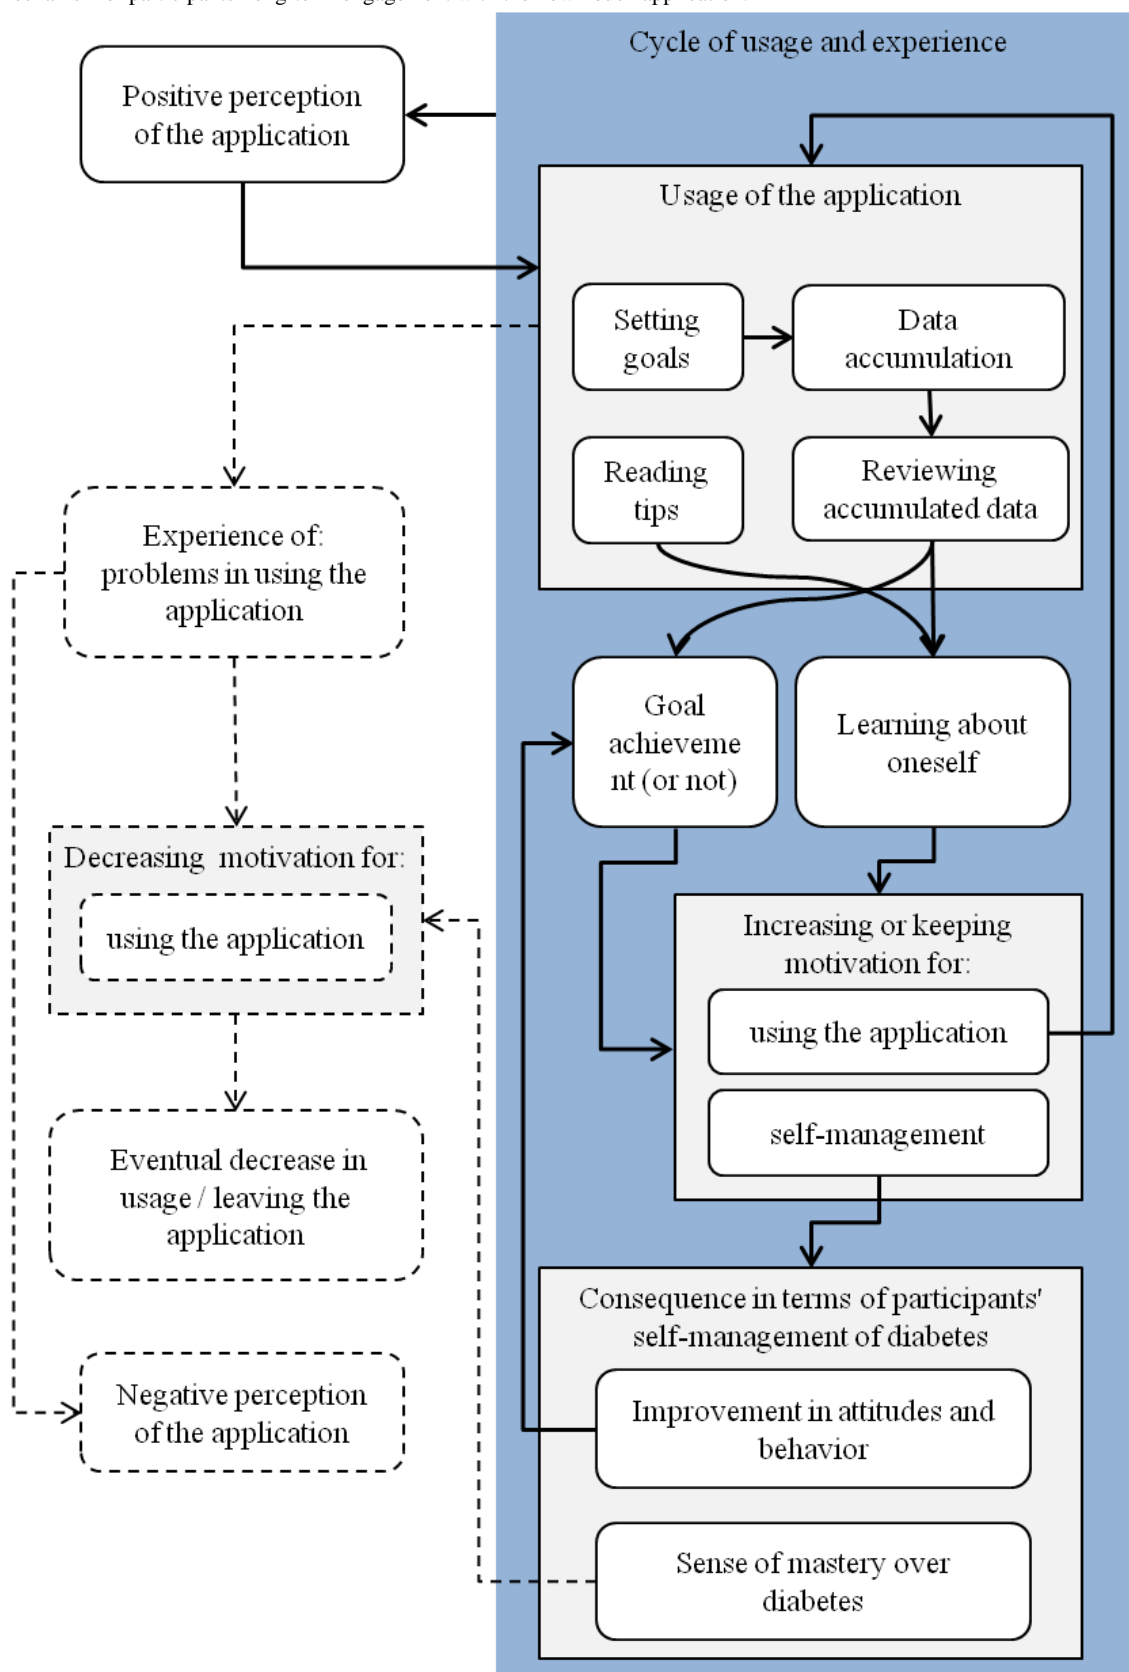 Cycle of usage and experience
Positive perception
of the application
Usage of the application
Setting
goals
Data
accumulation
Reading
tips
Reviewing
accumulated data
Experience of:
problems in using the
application
Goal
achieveme
nt (or not)
Learning about
oneself
Decreasing motivation for:
using the application
Increasing or keeping
motivation for:
using the application
self-management
Eventual decrease in
usage / leaving the
application
Consequence in terms of participants'
self-management of diabetes
Negative perception
of the application
Improvement in attitudes and
behavior
Sense of mastery over
diabetes